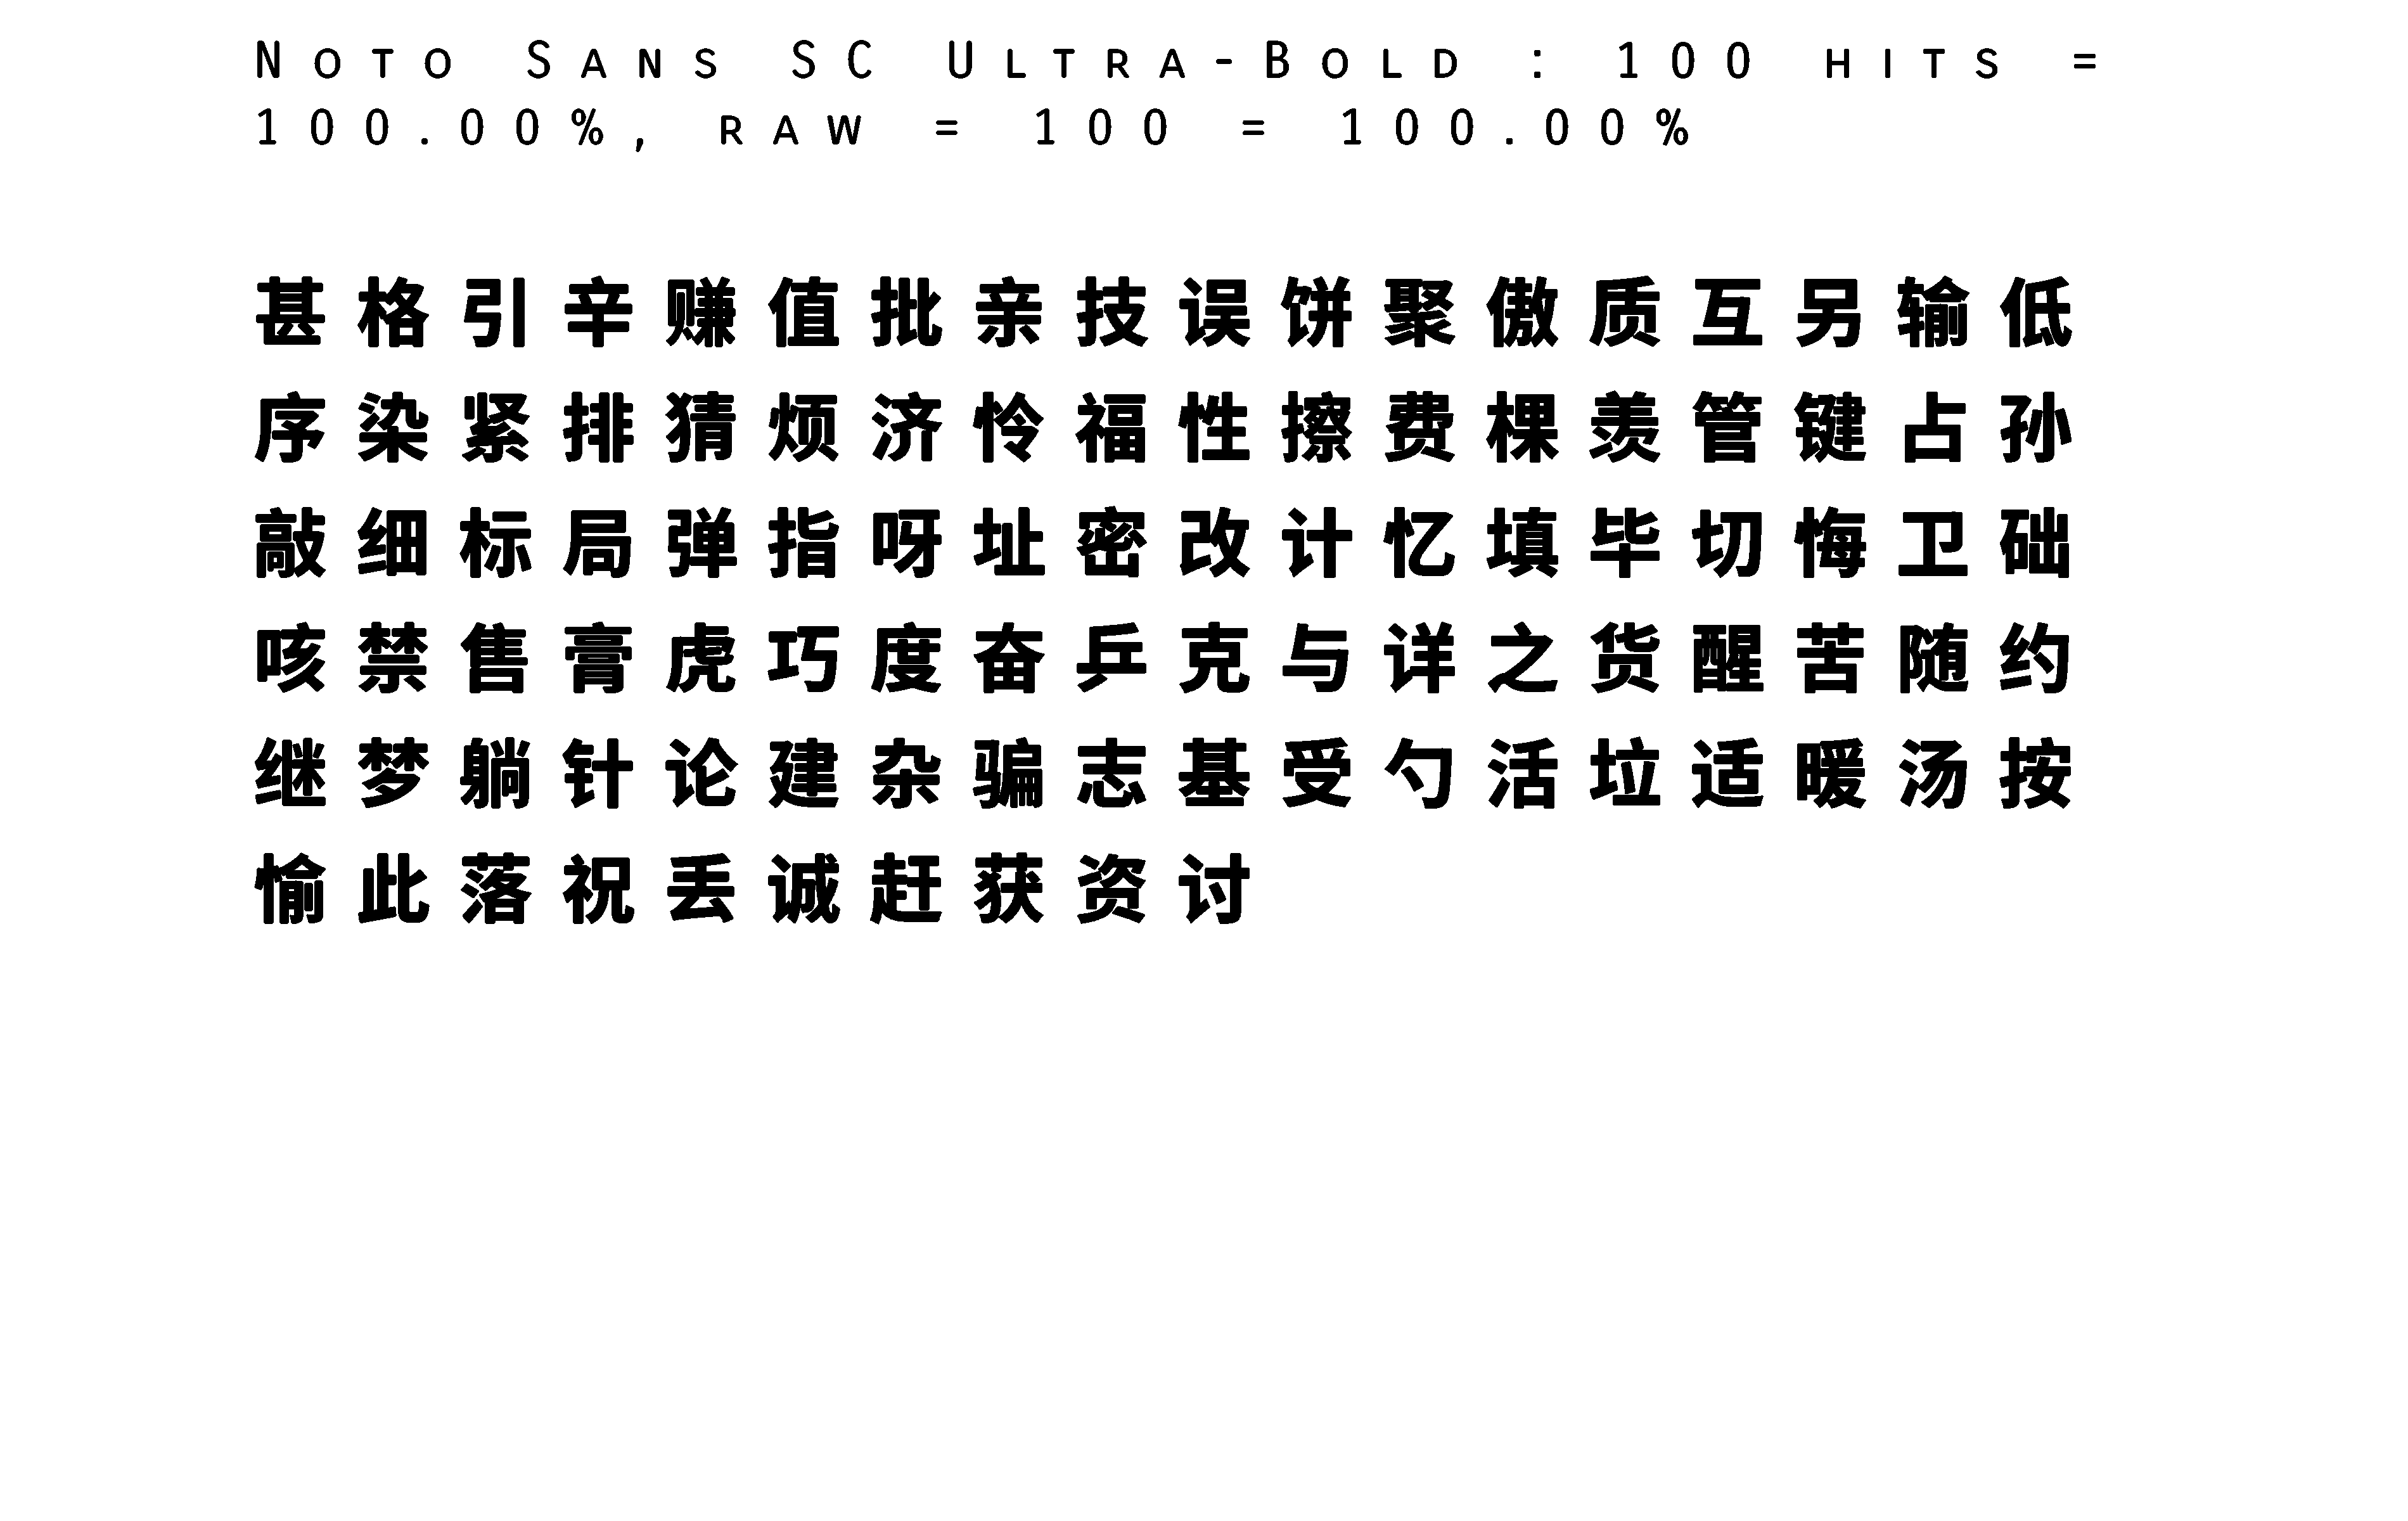 Noto Sans SC Ultra-Bold : 100 hits =
100.00%, raw = 100 = 100.00%
甚格引辛赚值批亲技误饼聚傲质互另输低
序染紧排猜烦济怜福性擦费棵羡管键占孙
敲细标局弹指呀址密改计忆填毕切悔卫础
咳禁售膏虎巧度奋乒克与详之货醒苦随约
继梦躺针论建杂骗志基受勺活垃适暖汤按
愉此落祝丢诚赶获资讨